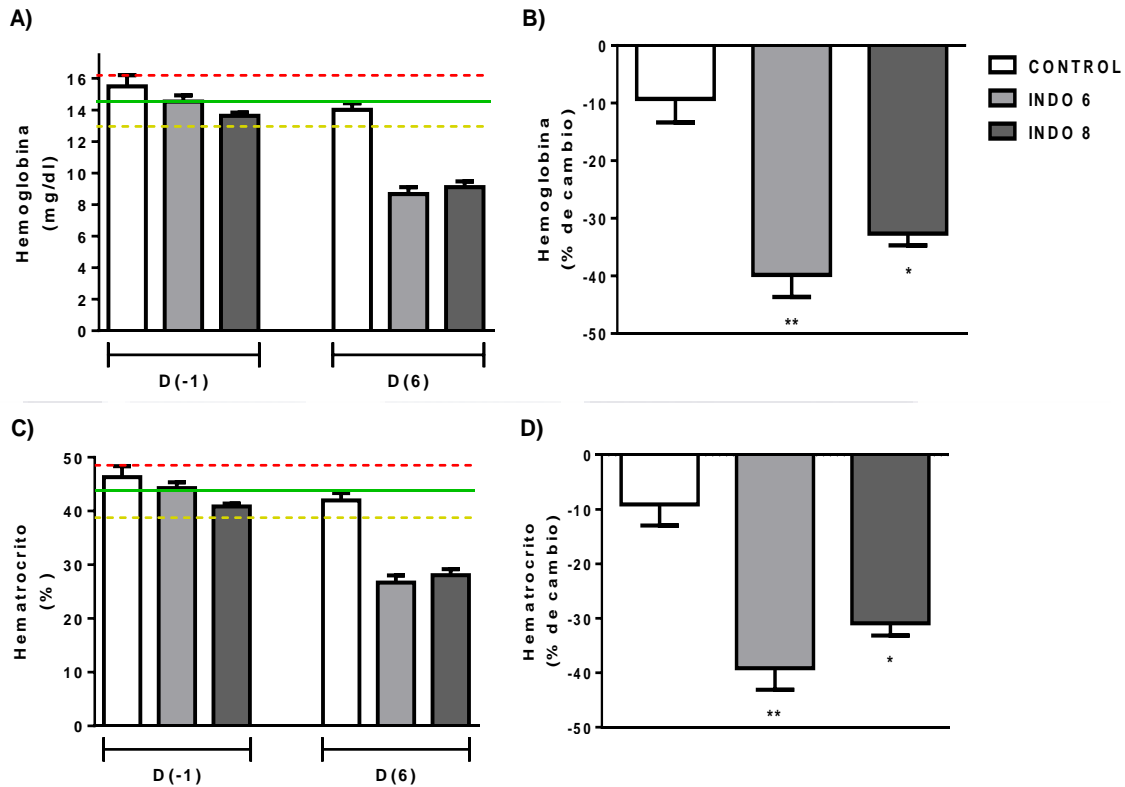 A)
Hemoglobina
(mg/dl)
16
14
12
10
8
6
4
2
0
D(-1)
D(6)
B)
Hemoglobina
(% de cambio)
0
-10
-20
-30
-40
-50
**
*
CONTROL
INDO 6
INDO 8
C)
Hematrocrito
(%)
50
40
30
20
10
0
D(-1)
D(6)
D)
Hematrocrito
(% de cambio)
0
-10
-20
-30
-40
-50
**
*